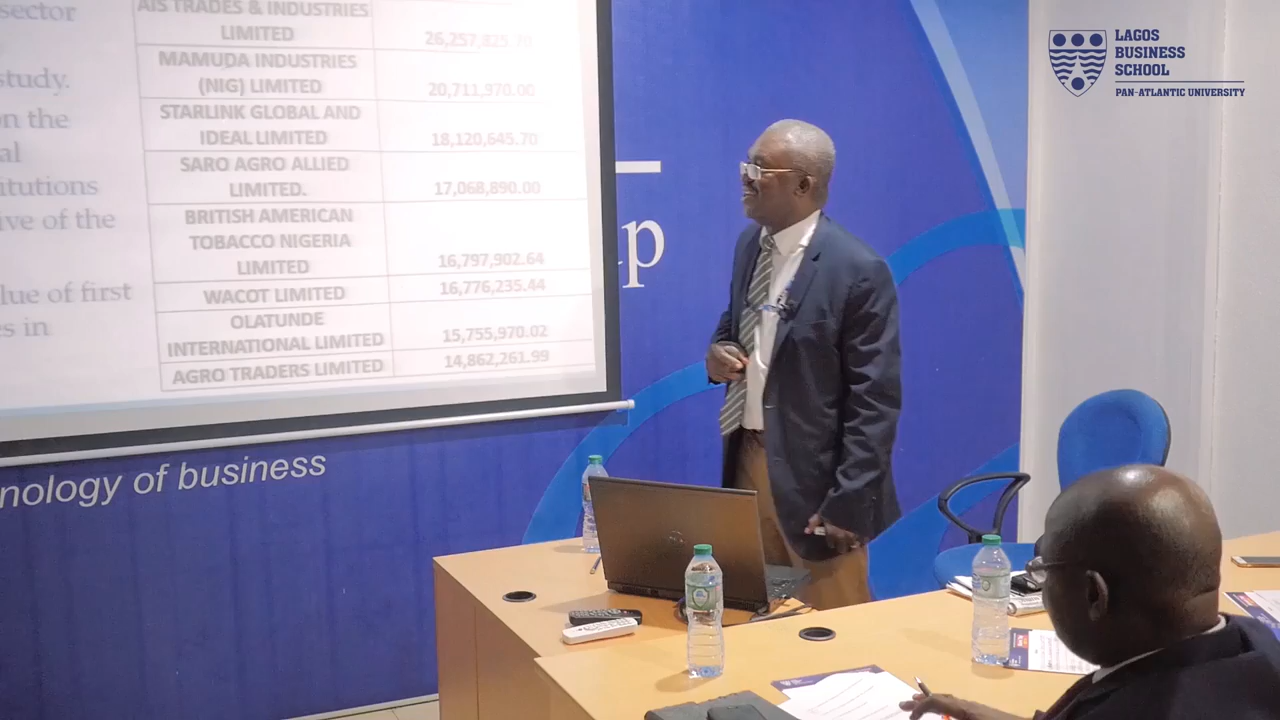 sector
study.
on the
al
titutions
ive of the
lue of first
es in
AIS TRADES & INDUSTRIES
LIMITED
MAMUDA INDUSTRIES
(NIG) LIMITED
20,711,970.00
STARLINK GLOBAL AND
IDEAL LIMITED
18,120,645.70
SARO AGRO ALLIED
LIMITED.
17,068,890.00
BRITISH AMERICAN
TOBACCO NIGERIA
LIMITED
16,797,902.64
WACOT LIMITED
16,776,235.44
OLATUNDE
INTERNATIONAL LIMITED
15,755,970.02
AGRO TRADERS LIMITED
14,862,261.99
up
nology of business
LAGOS
BUSINESS
SCHOOL
PAN-ATLANTIC UNIVERSITY